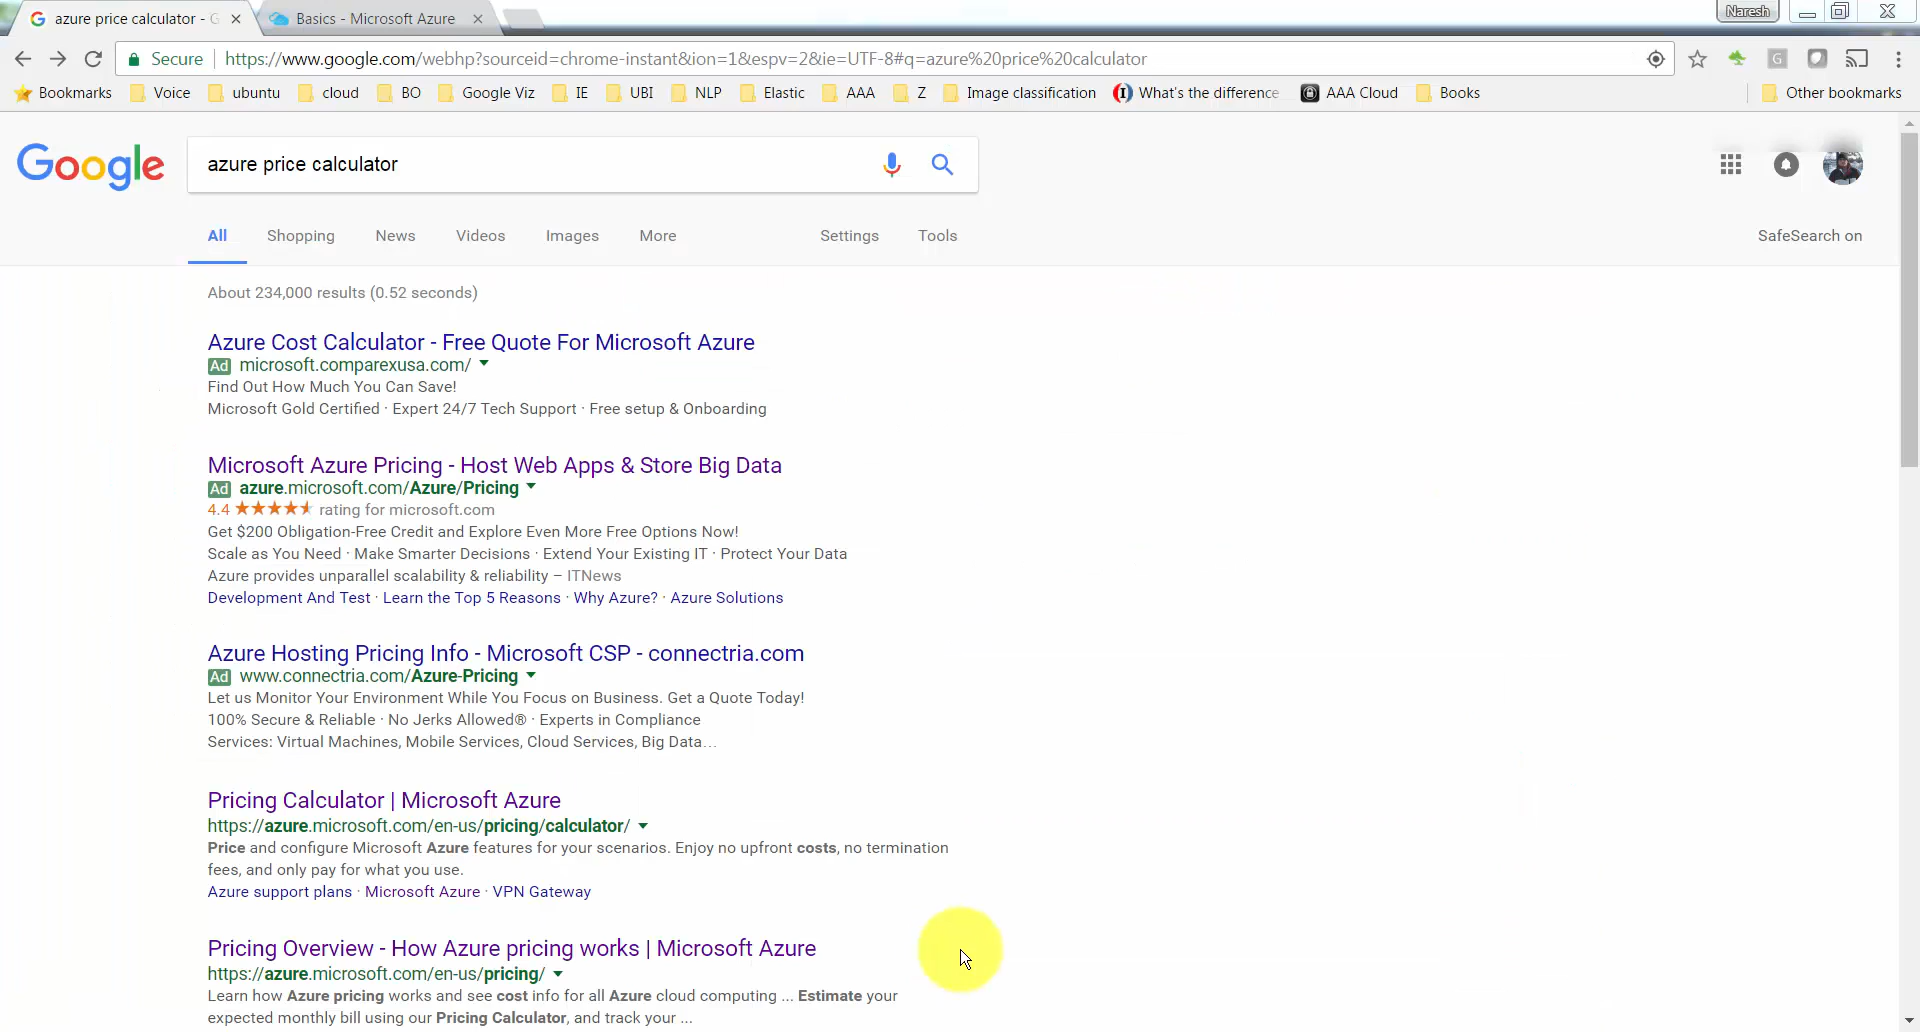 azure price calculator - G
Basics - Microsoft Azure
Naresh
Secure
https://www.google.com/webhp?sourceid=chrome-instant&ion=1&espv=2&ie=UTF-8#q=azure%20price%20calculator
G
Bookmarks Voice ubuntu cloud BO Google Viz IE UBI NLP Elastic AAA Z Image classification What's the difference AAA Cloud Books Other bookmarks
Google
azure price calculator
All Shopping News Videos Images More Settings Tools SafeSearch on
About 234,000 results (0.52 seconds)
Azure Cost Calculator - Free Quote For Microsoft Azure
Ad microsoft.comparexusa.com/
Find Out How Much You Can Save!
Microsoft Gold Certified · Expert 24/7 Tech Support · Free setup & Onboarding
Microsoft Azure Pricing - Host Web Apps & Store Big Data
Ad azure.microsoft.com/Azure/Pricing
4.4 ★★★★★ rating for microsoft.com
Get $200 Obligation-Free Credit and Explore Even More Free Options Now!
Scale as You Need · Make Smarter Decisions · Extend Your Existing IT · Protect Your Data
Azure provides unparallel scalability & reliability – ITNews
Development And Test · Learn the Top 5 Reasons · Why Azure? · Azure Solutions
Azure Hosting Pricing Info - Microsoft CSP - connectria.com
Ad www.connectria.com/Azure-Pricing
Let us Monitor Your Environment While You Focus on Business. Get a Quote Today!
100% Secure & Reliable · No Jerks Allowed® · Experts in Compliance
Services: Virtual Machines, Mobile Services, Cloud Services, Big Data…
Pricing Calculator | Microsoft Azure
https://azure.microsoft.com/en-us/pricing/calculator/
Price and configure Microsoft Azure features for your scenarios. Enjoy no upfront costs, no termination
fees, and only pay for what you use.
Azure support plans · Microsoft Azure · VPN Gateway
Pricing Overview - How Azure pricing works | Microsoft Azure
https://azure.microsoft.com/en-us/pricing/
Learn how Azure pricing works and see cost info for all Azure cloud computing ... Estimate your
expected monthly bill using our Pricing Calculator, and track your ...